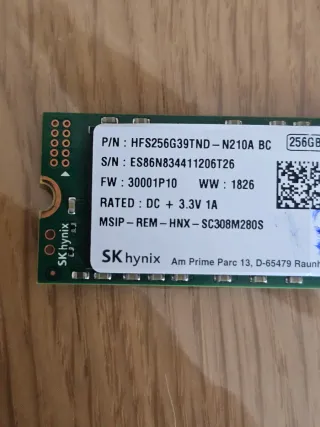 P/N : HFS256G39TND-N210A BC 256GB
S/N : ES86N834411206T26
FW : 30001P10 WW : 1826
RATED : DC + 3.3V 1A
MSIP-REM-HNX-SC308M280S
SK hynix Am Prime Parc 13, D-65479 Raunh
SK hynix